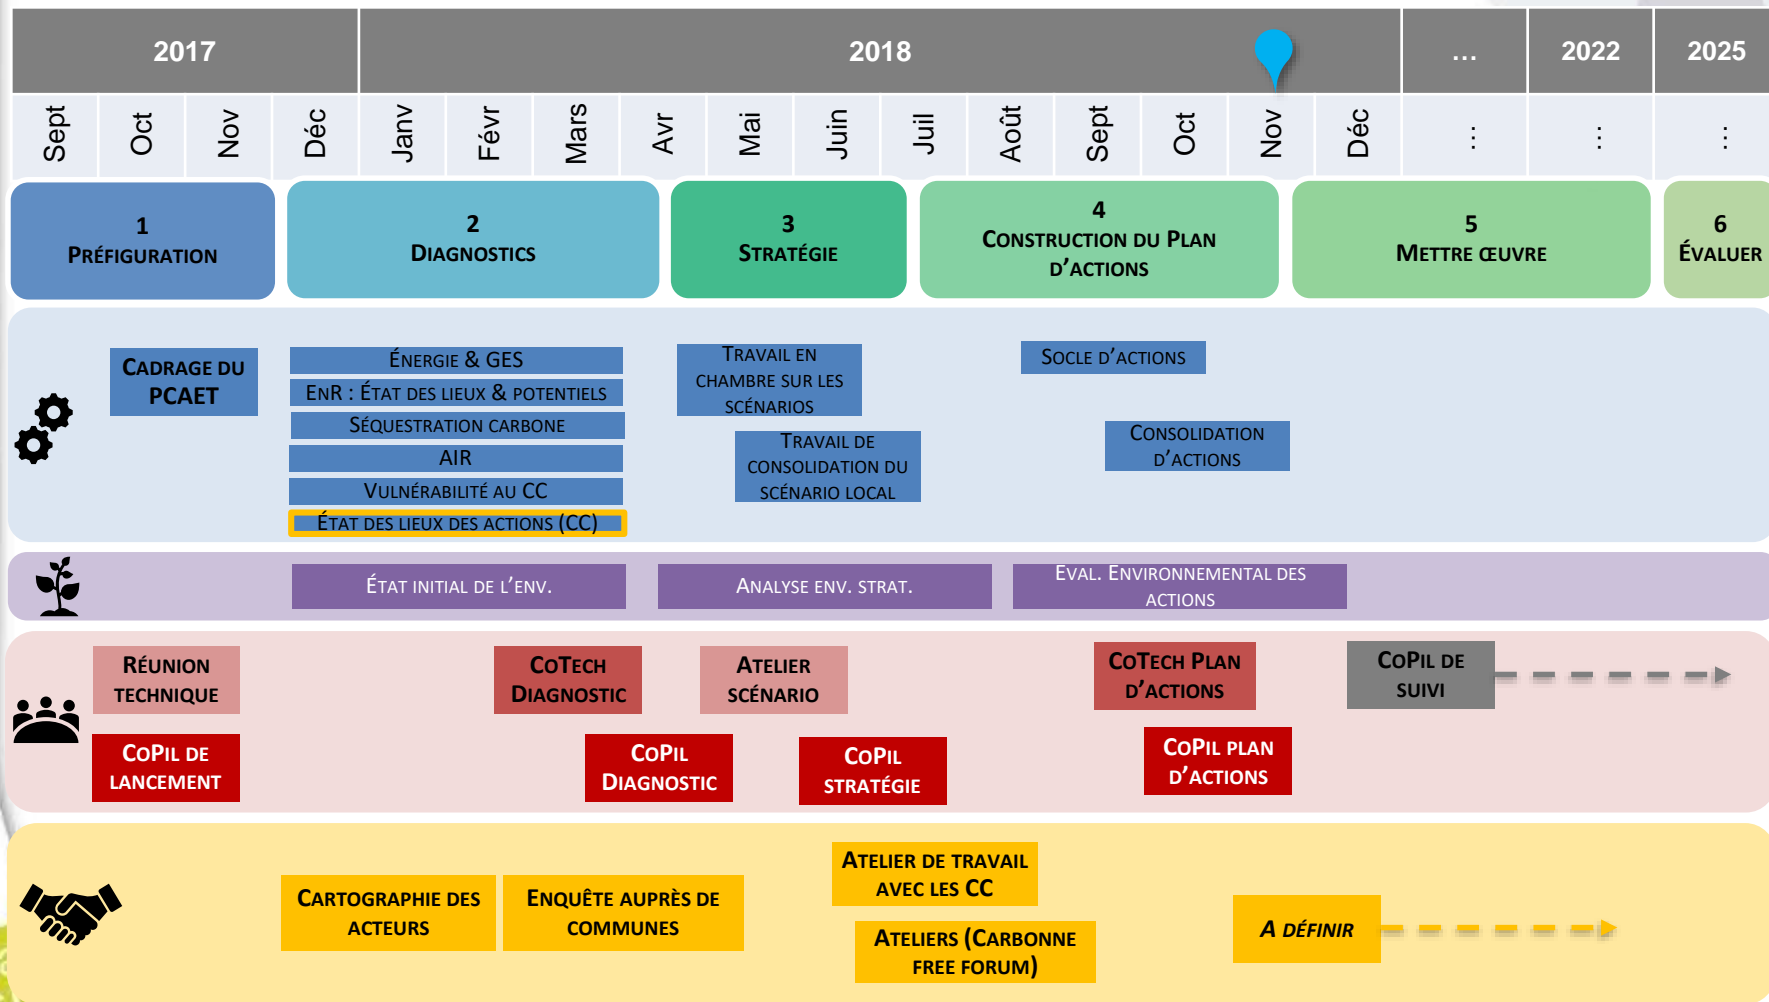 2017
2018
...
2022
2025
Sept
Oct
Nov
Déc
Janv
Févr
Mars
Avr
Mai
Juin
Juil
Août
Sept
Oct
Nov
Déc
...
...
...
1
PRÉFIGURATION
2
DIAGNOSTICS
3
STRATÉGIE
4
CONSTRUCTION DU PLAN
D'ACTIONS
5
METTRE ŒUVRE
6
ÉVALUER
CADRAGE DU
PCAET
ÉNERGIE & GES
ENR : ÉTAT DES LIEUX & POTENTIELS
SÉQUESTRATION CARBONE
AIR
VULNÉRABILITÉ AU CC
ÉTAT DES LIEUX DES ACTIONS (CC)
TRAVAIL EN
CHAMBRE SUR LES
SCÉNARIOS
TRAVAIL DE
CONSOLIDATION DU
SCÉNARIO LOCAL
SOCLE D'ACTIONS
CONSOLIDATION
D'ACTIONS
ÉTAT INITIAL DE L'ENV.
ANALYSE ENV. STRAT.
EVAL. ENVIRONNEMENTAL DES
ACTIONS
RÉUNION
TECHNIQUE
COTECH
DIAGNOSTIC
ATELIER
SCÉNARIO
COTECH PLAN
D'ACTIONS
COPIL DE
SUIVI
COPIL DE
LANCEMENT
COPIL
DIAGNOSTIC
COPIL
STRATÉGIE
COPIL PLAN
D'ACTIONS
CARTOGRAPHIE DES
ACTEURS
ENQUÊTE AUPRÈS DE
COMMUNES
ATELIER DE TRAVAIL
AVEC LES CC
ATELIERS (CARBONNE
FREE FORUM)
A DÉFINIR